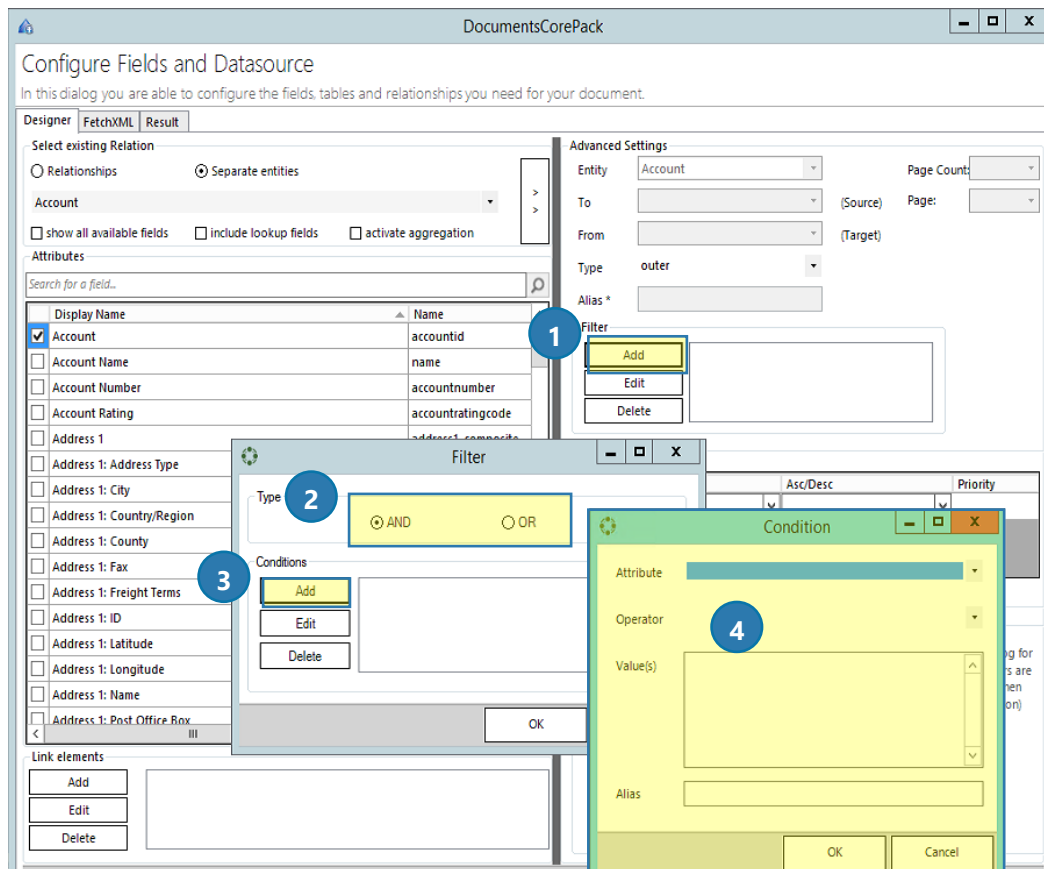 DocumentsCorePack
Configure Fields and Datasource
In this dialog you are able to configure the fields, tables and relationships you need for your document.
Designer FetchXML Result
Select existing Relation
Relationships Separate entities
Account
show all available fields include lookup fields activate aggregation
> >
Attributes
Search for a field...
Display Name Name
Account accountid
Account Name name
Account Number accountnumber
Account Rating accountratingcode
Address 1 address1_composite
Address 1: Address Type
Address 1: City
Address 1: Country/Region
Address 1: County
Address 1: Fax
Address 1: Freight Terms
Address 1: ID
Address 1: Latitude
Address 1: Longitude
Address 1: Name
Address 1: Post Office Box
Link elements
Add
Edit
Delete
Advanced Settings
Entity Account Page Count:
To (Source) Page:
From (Target)
Type outer
Alias *
Filter
1
Add
Edit
Delete
Asc/Desc Priority
og for
rs are
hen
on)
Filter
Type
2
AND OR
Conditions
3
Add
Edit
Delete
OK
Condition
Attribute
Operator
4
Value(s)
Alias
OK Cancel